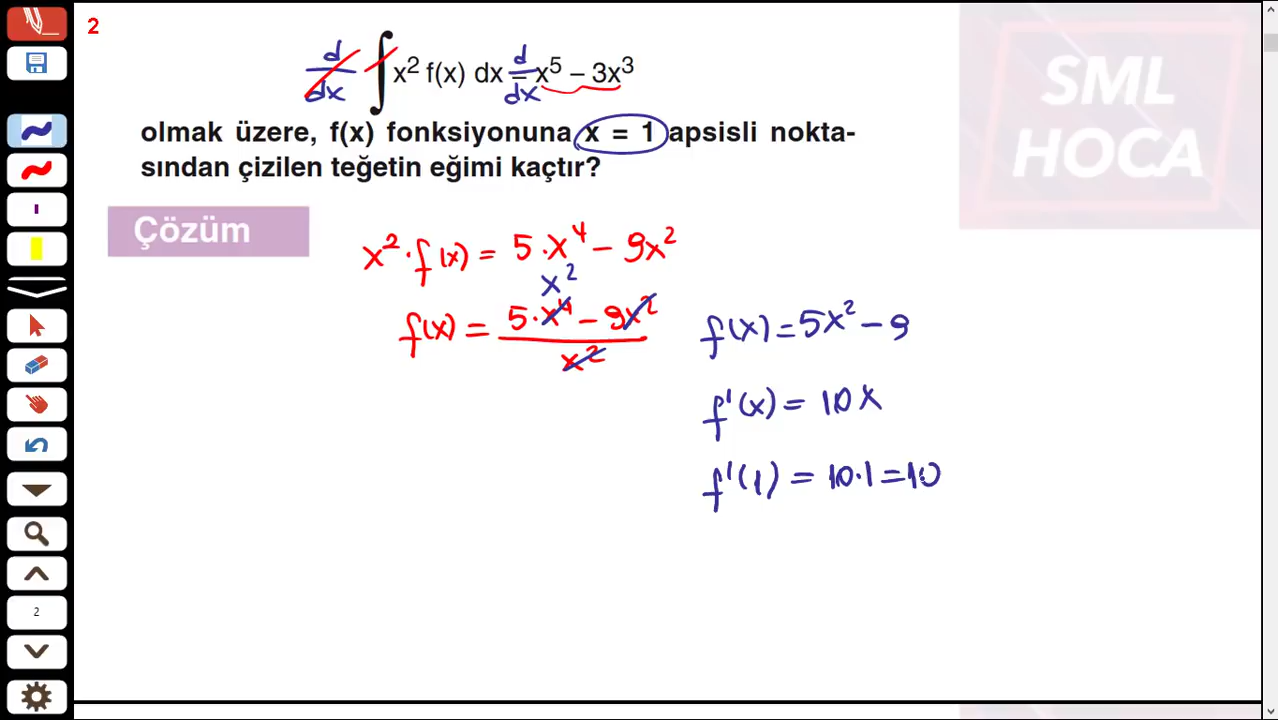 2
d/dx ∫ x² f(x) dx = d/dx x⁵ – 3x³
olmak üzere, f(x) fonksiyonuna x = 1 apsisli nokta-
sından çizilen teğetin eğimi kaçtır?
SML
HOCA
Çözüm
x² · f(x) = 5 · x⁴ – 9x²
x²
f(x) = 5 · x⁴ – 9x² / x²
f(x) = 5x² – 9
f'(x) = 10x
f'(1) = 10·1 = 10
2